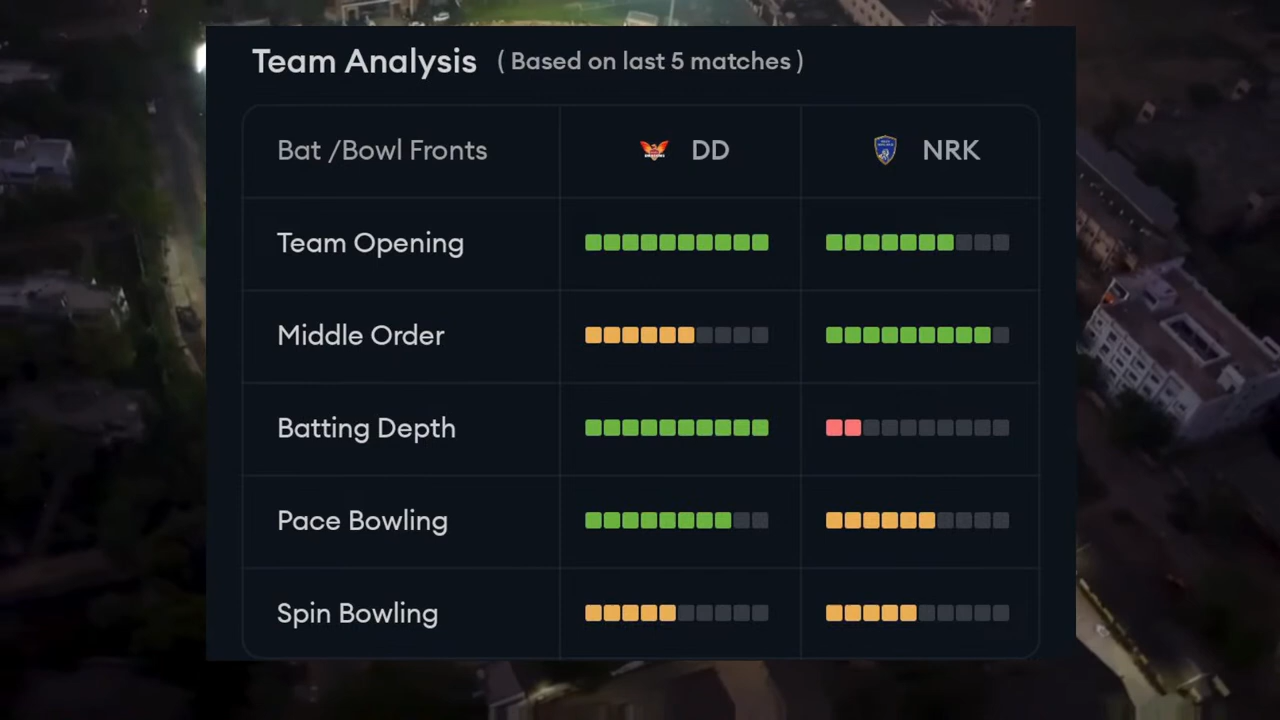 Team Analysis ( Based on last 5 matches )
Bat /Bowl Fronts DD NRK
Team Opening
Middle Order
Batting Depth
Pace Bowling
Spin Bowling